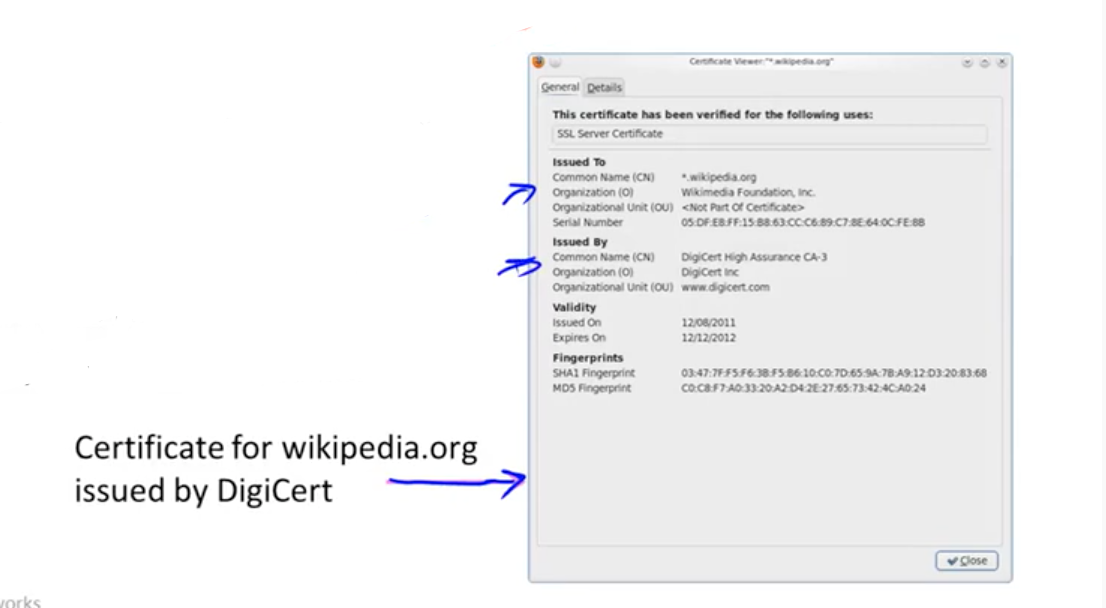 Certificate Viewer:"*.wikipedia.org"
General Details
This certificate has been verified for the following uses:
SSL Server Certificate
Issued To
Common Name (CN) *.wikipedia.org
Organization (O) Wikimedia Foundation, Inc.
Organizational Unit (OU) <Not Part Of Certificate>
Serial Number 05:DF:E8:FF:15:B8:63:CC:C6:89:C7:8E:64:0C:FE:8B
Issued By
Common Name (CN) DigiCert High Assurance CA-3
Organization (O) DigiCert Inc
Organizational Unit (OU) www.digicert.com
Validity
Issued On 12/08/2011
Expires On 12/12/2012
Fingerprints
SHA1 Fingerprint 03:47:7F:F5:F6:3B:F5:B6:10:C0:7D:65:9A:7B:A9:12:D3:20:83:68
MD5 Fingerprint C0:C8:F7:A0:33:20:A2:D4:2E:27:65:73:42:4C:A0:24
Certificate for wikipedia.org
issued by DigiCert
Close